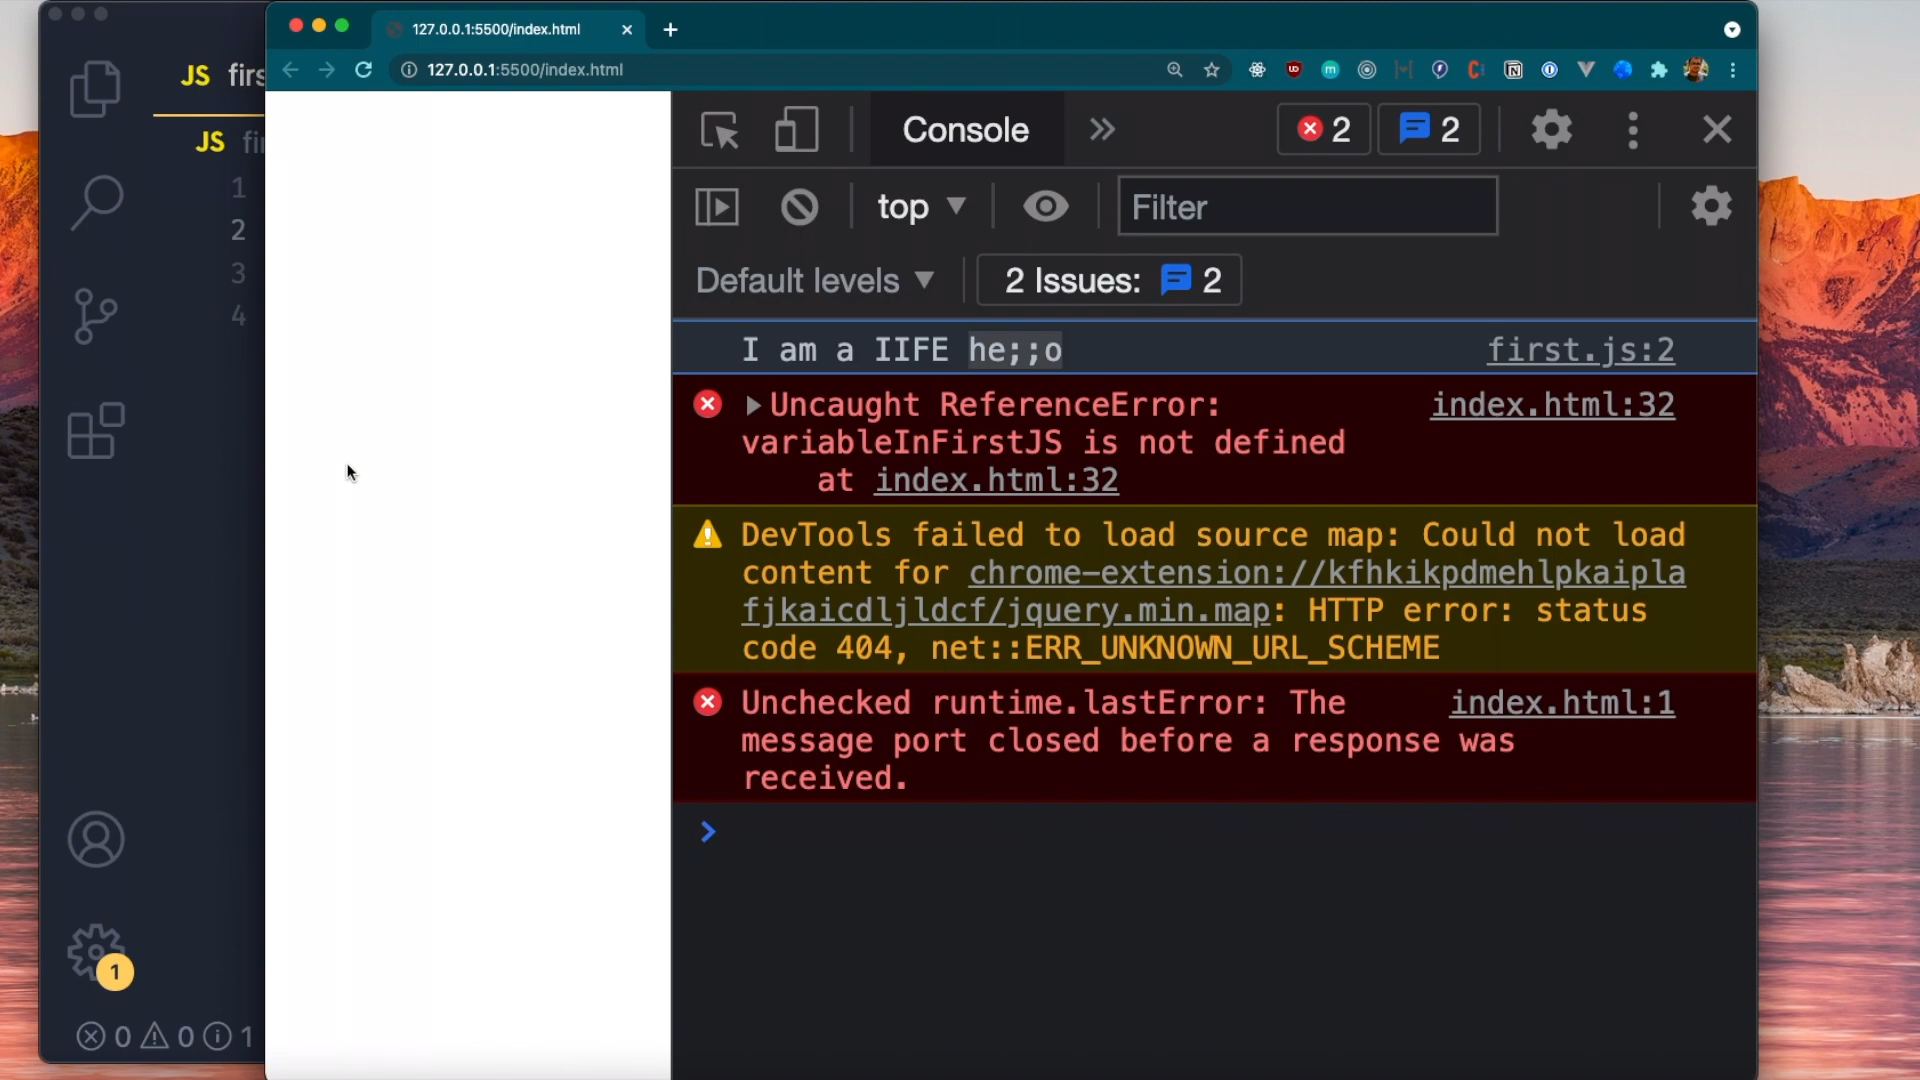 127.0.0.1:5500/index.html
127.0.0.1:5500/index.html
JS firs
JS fi
1
2
3
4
1
0 0 1
Console 2 2
top Filter
Default levels 2 Issues: 2
I am a IIFE he;;o first.js:2
Uncaught ReferenceError: index.html:32
variableInFirstJS is not defined
at index.html:32
DevTools failed to load source map: Could not load
content for chrome-extension://kfhkikpdmehlpkaipla
fjkaicdljldcf/jquery.min.map: HTTP error: status
code 404, net::ERR_UNKNOWN_URL_SCHEME
Unchecked runtime.lastError: The index.html:1
message port closed before a response was
received.